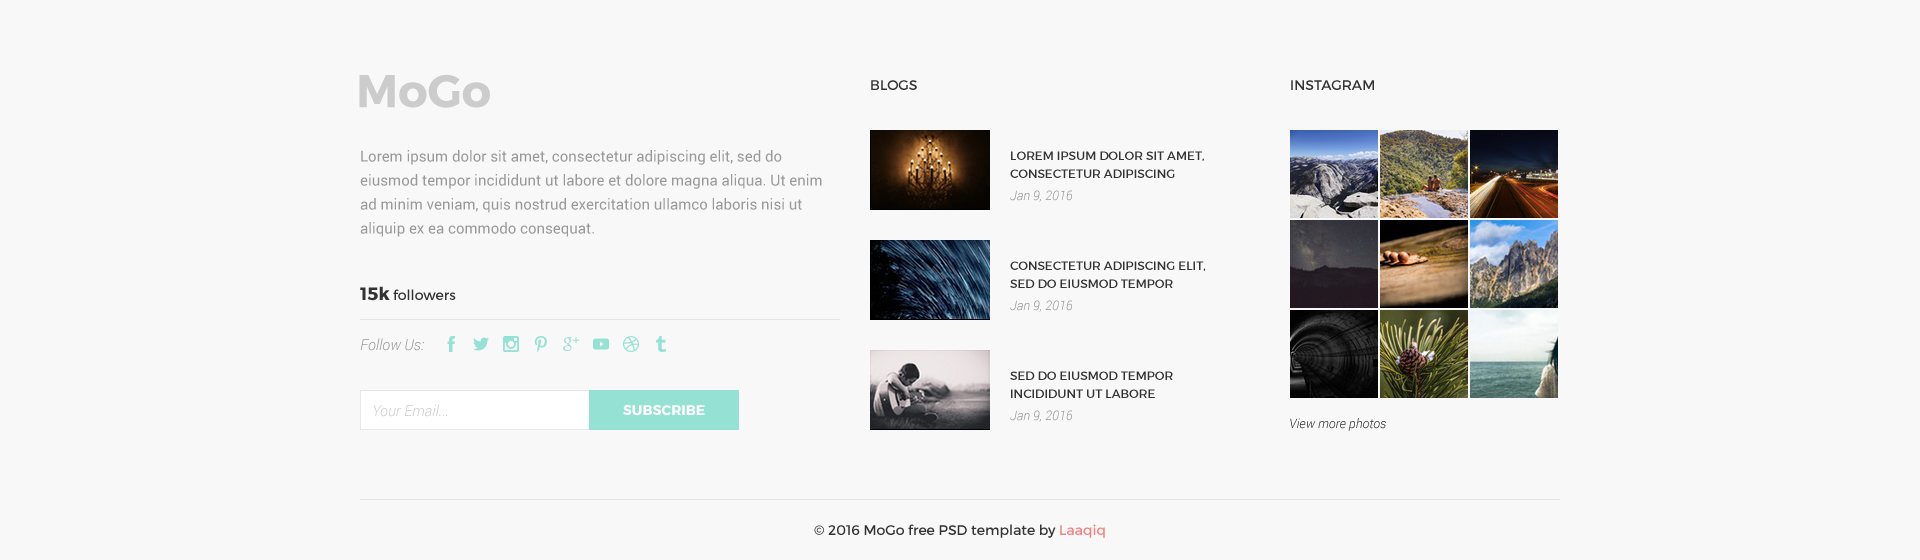 MoGo
Lorem ipsum dolor sit amet, consectetur adipiscing elit, sed do
eiusmod tempor incididunt ut labore et dolore magna aliqua. Ut enim
ad minim veniam, quis nostrud exercitation ullamco laboris nisi ut
aliquip ex ea commodo consequat.
15k followers
Follow Us:
Your Email...
SUBSCRIBE
BLOGS
LOREM IPSUM DOLOR SIT AMET,
CONSECTETUR ADIPISCING
Jan 9, 2016
CONSECTETUR ADIPISCING ELIT,
SED DO EIUSMOD TEMPOR
Jan 9, 2016
SED DO EIUSMOD TEMPOR
INCIDIDUNT UT LABORE
Jan 9, 2016
INSTAGRAM
View more photos
© 2016 MoGo free PSD template by Laaqiq